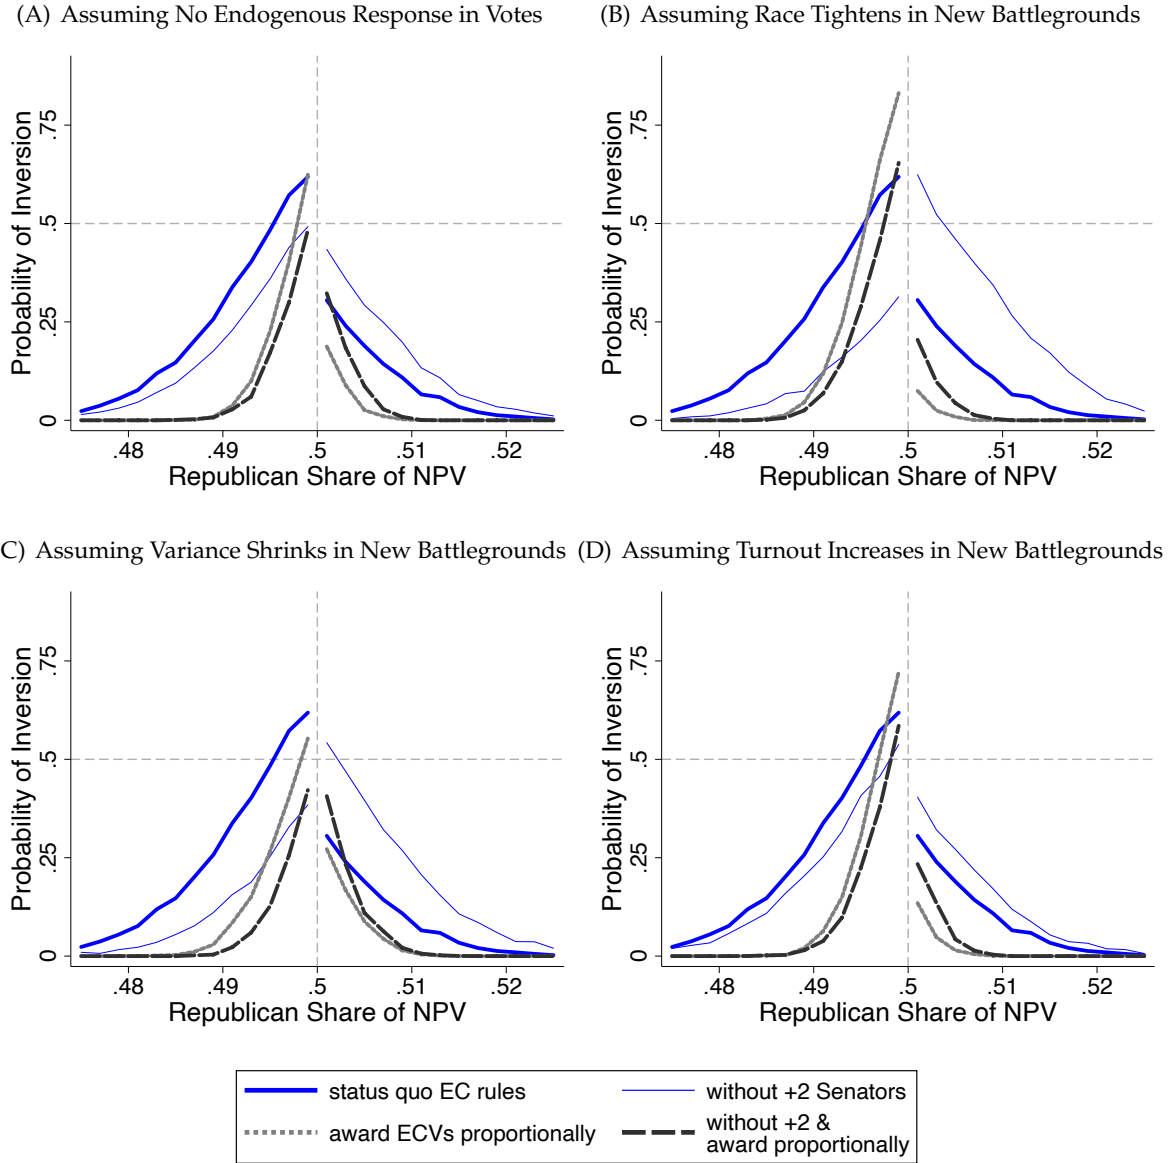 (A) Assuming No Endogenous Response in Votes
(B) Assuming Race Tightens in New Battlegrounds
Probability of Inversion
.75
.5
.25
0
.48
.49
.5
.51
.52
Republican Share of NPV
Probability of Inversion
.75
.5
.25
0
.48
.49
.5
.51
.52
Republican Share of NPV
C) Assuming Variance Shrinks in New Battlegrounds
(D) Assuming Turnout Increases in New Battlegrounds
Probability of Inversion
.75
.5
.25
0
.48
.49
.5
.51
.52
Republican Share of NPV
Probability of Inversion
.75
.5
.25
0
.48
.49
.5
.51
.52
Republican Share of NPV
status quo EC rules
without +2 Senators
award ECVs proportionally
without +2 &
award proportionally